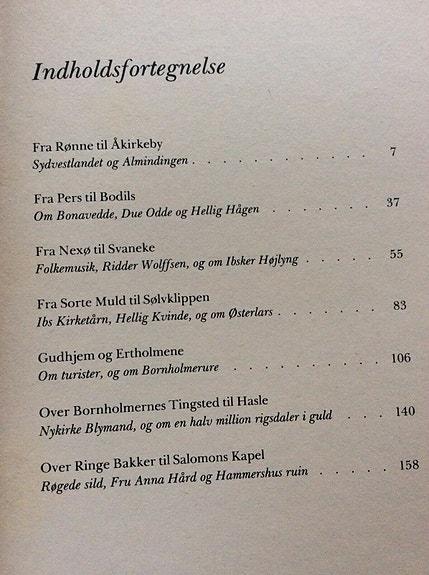 Indholdsfortegnelse
Fra Rønne til Åkirkeby
Sydvestlandet og Almindingen . . . . . . . . . . . . 7
Fra Pers til Bodils
Om Bonavedde, Due Odde og Hellig Hågen . . . . . . . 37
Fra Nexø til Svaneke
Folkemusik, Ridder Wolffsen, og om Ibsker Højlyng . . . . . 55
Fra Sorte Muld til Sølvklippen
Ibs Kirketårn, Hellig Kvinde, og om Østerlars . . . . . . . 83
Gudhjem og Ertholmene
Om turister, og om Bornholmerure . . . . . . . . . . 106
Over Bornholmernes Tingsted til Hasle
Nykirke Blymand, og om en halv million rigsdaler i guld . . . 140
Over Ringe Bakker til Salomons Kapel
Røgede sild, Fru Anna Hård og Hammershus ruin . . . . . 158